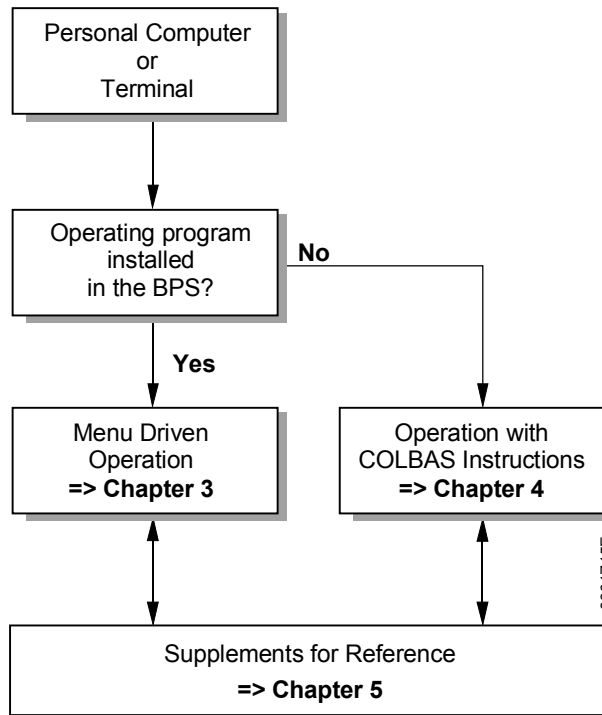 Personal Computer
or
Terminal
Operating program
installed
in the BPS?
No
Yes
Menu Driven
Operation
=> Chapter 3
Operation with
COLBAS Instructions
=> Chapter 4
Supplements for Reference
=> Chapter 5